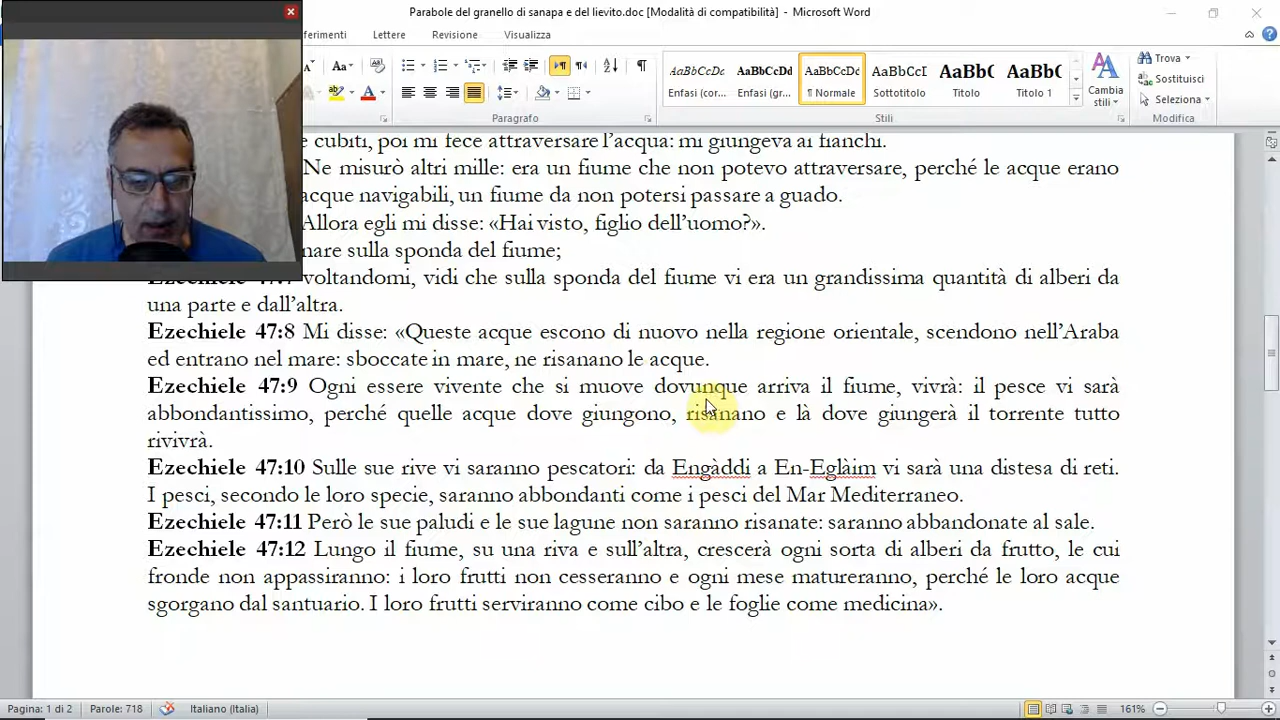 Parabole del granello di sanapa e del lievito.doc [Modalità di compatibilità] - Microsoft Word
ferimenti Lettere Revisione Visualizza
Aa
AaBbCcDc AaBbCcDd AaBbCcDd AaBbCcI AaBb( AaBbC
Enfasi (cor... Enfasi (gr... ¶ Normale Sottotitolo Titolo Titolo 1
Cambia stili
Trova
Sostituisci
Seleziona
Paragrafo Stili Modifica
e cubiti, poi mi fece attraversare l'acqua: mi giungeva ai fianchi.
Ne misurò altri mille: era un fiume che non potevo attraversare, perché le acque erano
acque navigabili, un fiume da non potersi passare a guado.
Allora egli mi disse: «Hai visto, figlio dell'uomo?».
nare sulla sponda del fiume;
voltandomi, vidi che sulla sponda del fiume vi era un grandissima quantità di alberi da
una parte e dall'altra.
Ezechiele 47:8 Mi disse: «Queste acque escono di nuovo nella regione orientale, scendono nell'Araba
ed entrano nel mare: sboccate in mare, ne risanano le acque.
Ezechiele 47:9 Ogni essere vivente che si muove dovunque arriva il fiume, vivrà: il pesce vi sarà
abbondantissimo, perché quelle acque dove giungono, risanano e là dove giungerà il torrente tutto
rivivrà.
Ezechiele 47:10 Sulle sue rive vi saranno pescatori: da Engàddi a En-Eglàim vi sarà una distesa di reti.
I pesci, secondo le loro specie, saranno abbondanti come i pesci del Mar Mediterraneo.
Ezechiele 47:11 Però le sue paludi e le sue lagune non saranno risanate: saranno abbandonate al sale.
Ezechiele 47:12 Lungo il fiume, su una riva e sull'altra, crescerà ogni sorta di alberi da frutto, le cui
fronde non appassiranno: i loro frutti non cesseranno e ogni mese matureranno, perché le loro acque
sgorgano dal santuario. I loro frutti serviranno come cibo e le foglie come medicina».
Pagina: 1 di 2 Parole: 718 Italiano (Italia) 161%